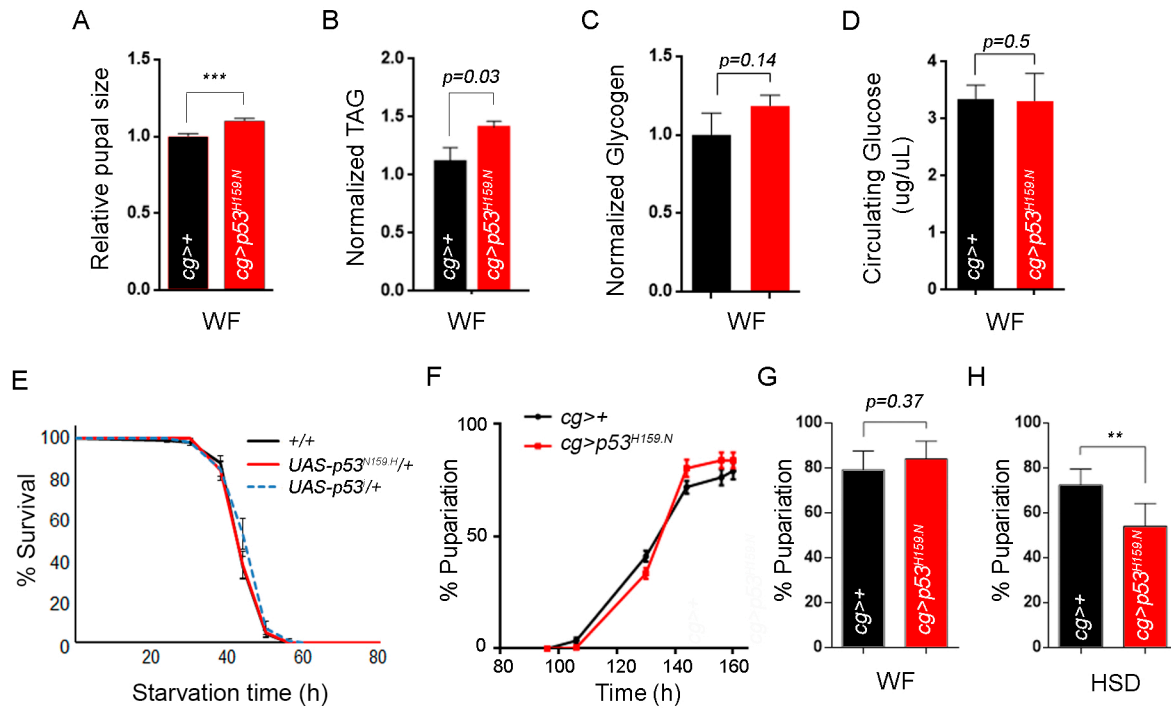 A
Relative pupal size
1.5
1.0
0.5
0.0
***
cg>+
cg>p53H159.N
WF
B
Normalized TAG
2.0
1.5
1.0
0.5
0.0
p=0.03
cg>+
cg>p53H159.N
WF
C
Normalized Glycogen
1.5
1.0
0.5
0.0
p=0.14
WF
D
Circulating Glucose
(ug/uL)
4
3
2
1
0
p=0.5
cg>+
cg>p53H159.N
WF
E
% Survival
100
80
60
40
20
0
+/+
UAS-p53N159.H/+
UAS-p53/+
20
40
60
80
Starvation time (h)
F
% Pupariation
100
50
0
cg>+
cg>p53H159.N
80
100
120
140
160
Time (h)
G
% Pupariation
100
80
60
40
20
0
p=0.37
cg>+
cg>p53H159.N
WF
H
% Pupariation
100
80
60
40
20
0
**
cg>+
cg>p53H159.N
HSD